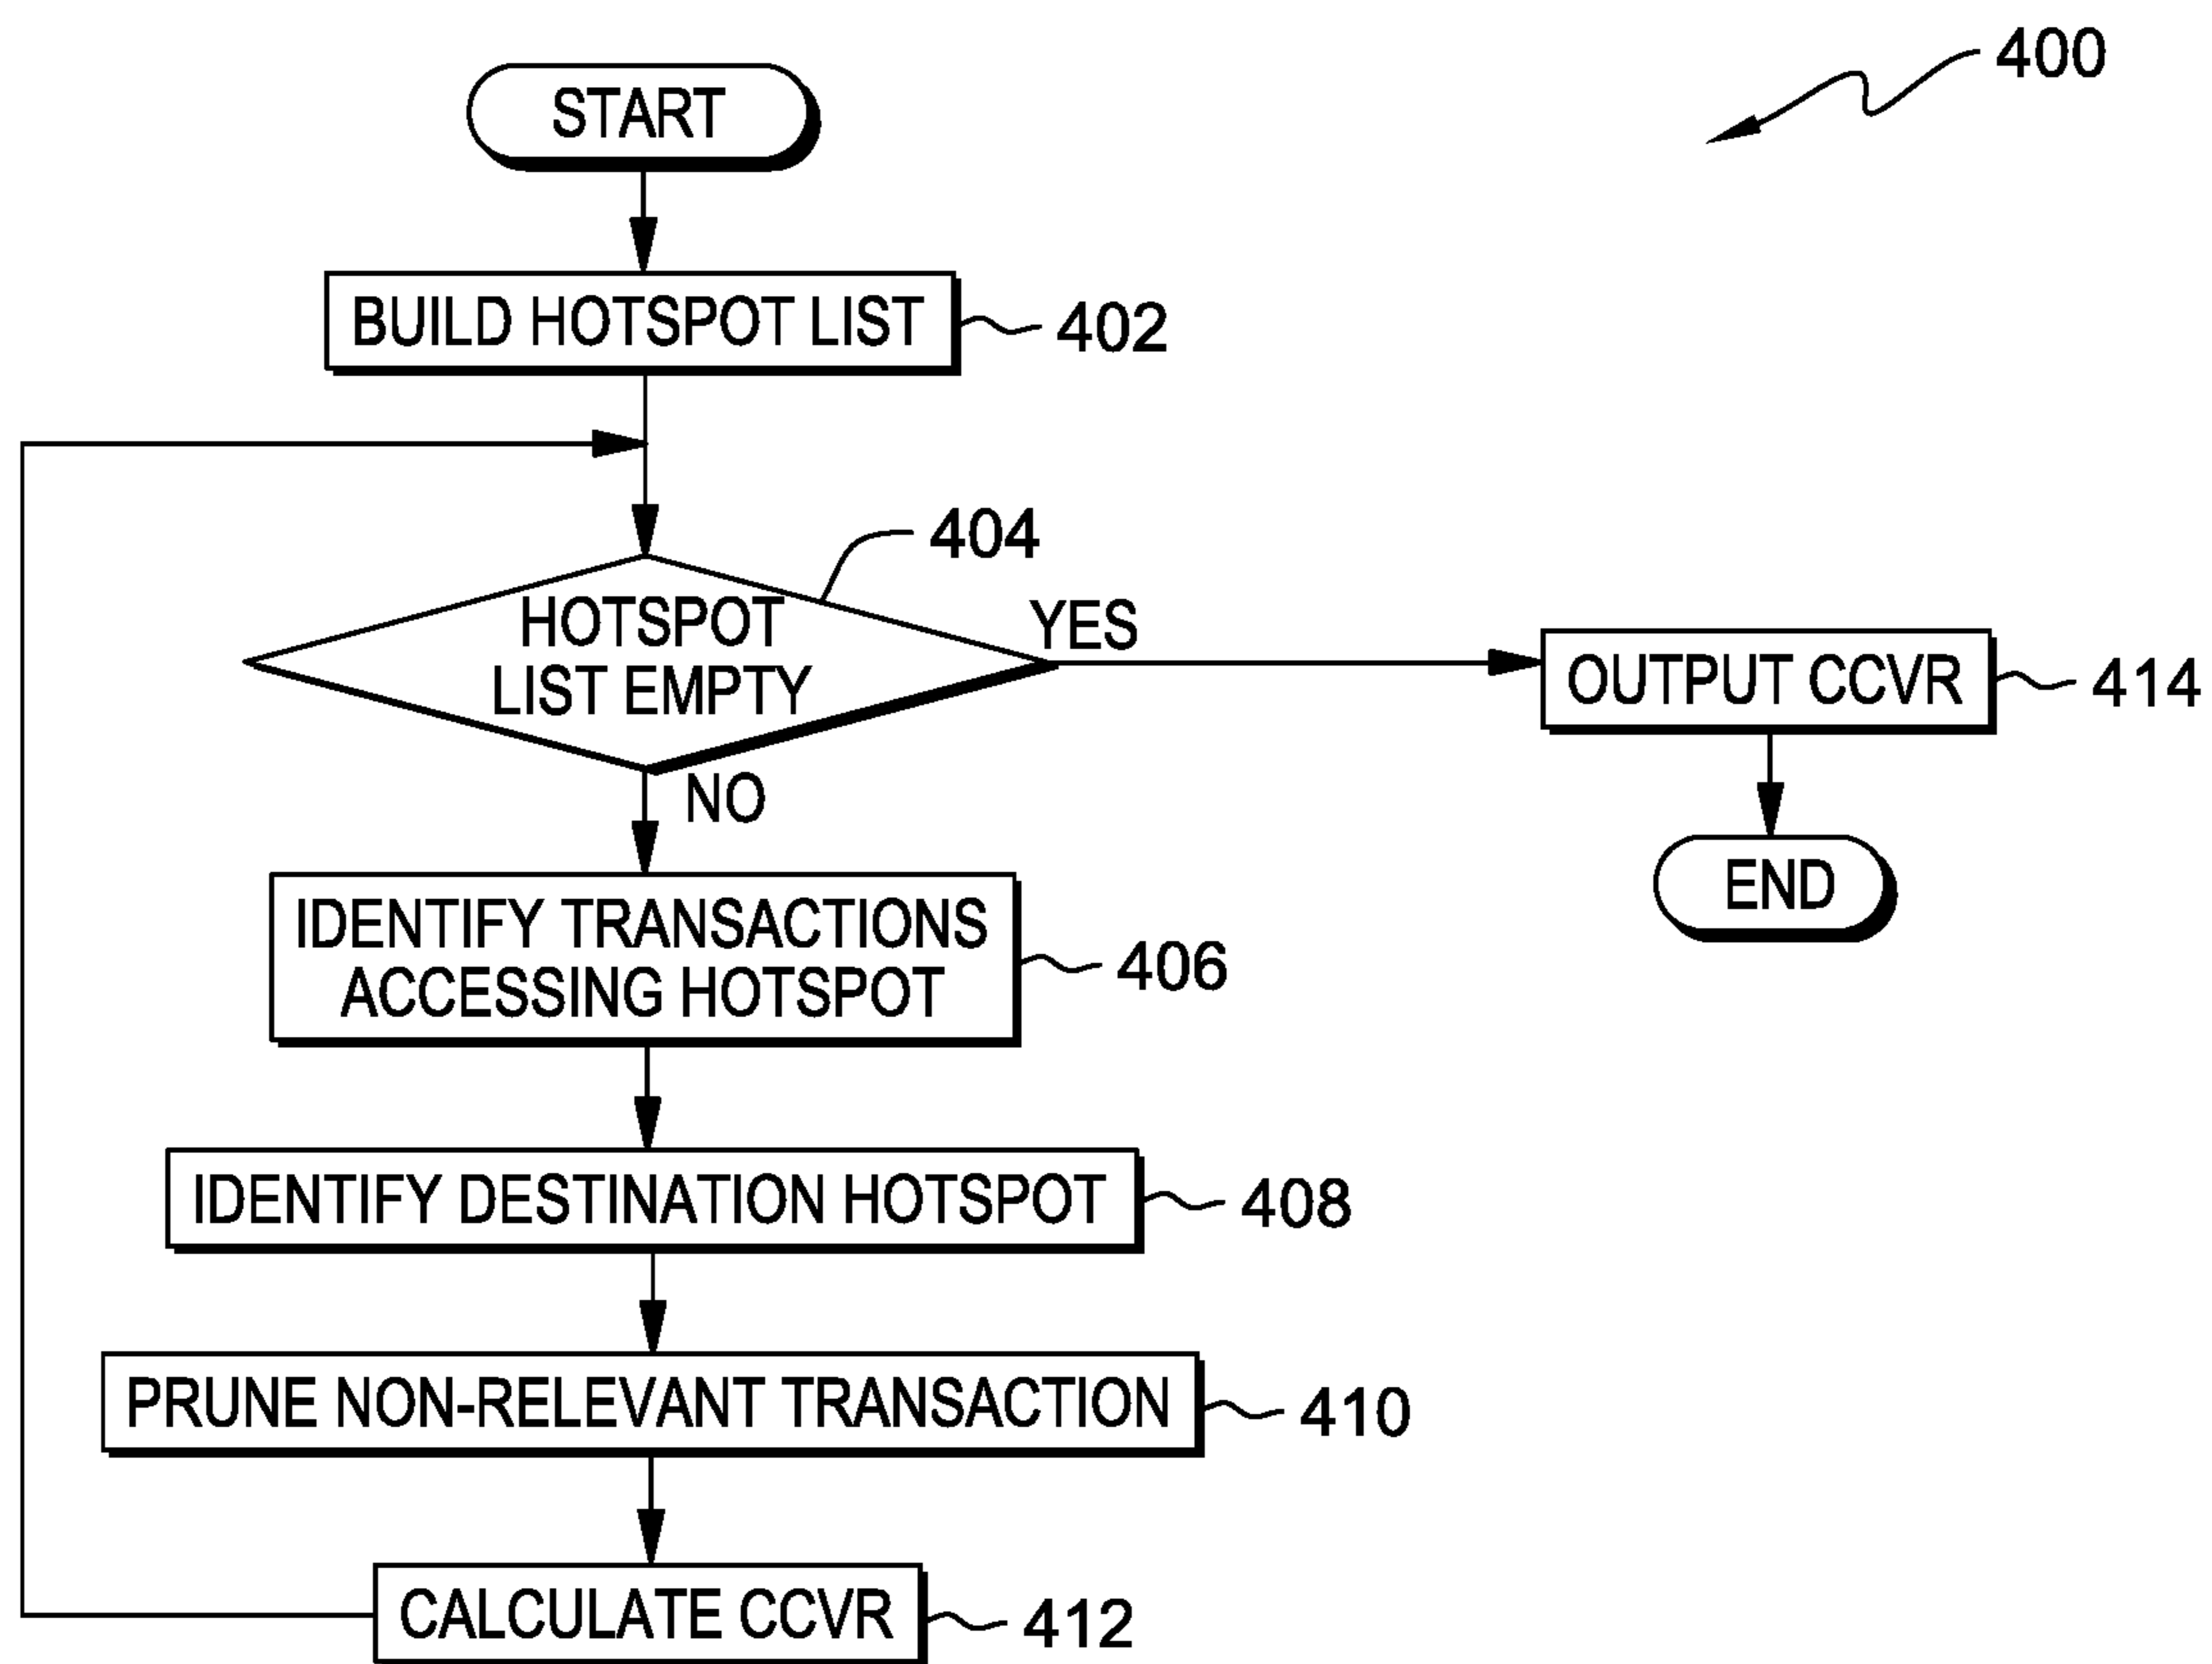 400
START
BUILD HOTSPOT LIST
402
404
HOTSPOT
LIST EMPTY
YES
OUTPUT CCVR
414
NO
END
IDENTIFY TRANSACTIONS
ACCESSING HOTSPOT
406
IDENTIFY DESTINATION HOTSPOT
408
PRUNE NON-RELEVANT TRANSACTION
410
CALCULATE CCVR
412